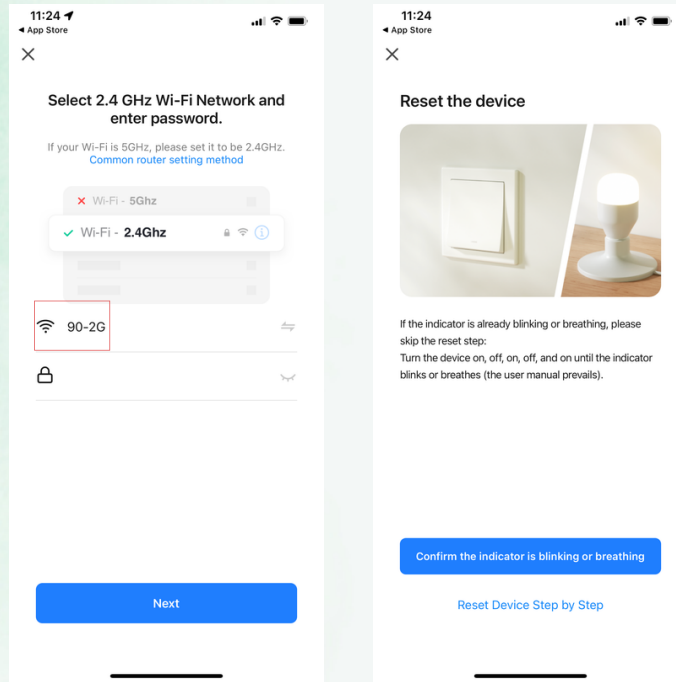 11:24
App Store
Select 2.4 GHz Wi-Fi Network and
enter password.
If your Wi-Fi is 5GHz, please set it to be 2.4GHz.
Common router setting method
Wi-Fi - 5Ghz
Wi-Fi - 2.4Ghz
90-2G
Next
11:24
App Store
Reset the device
If the indicator is already blinking or breathing, please
skip the reset step:
Turn the device on, off, on, off, and on until the indicator
blinks or breathes (the user manual prevails).
Confirm the indicator is blinking or breathing
Reset Device Step by Step